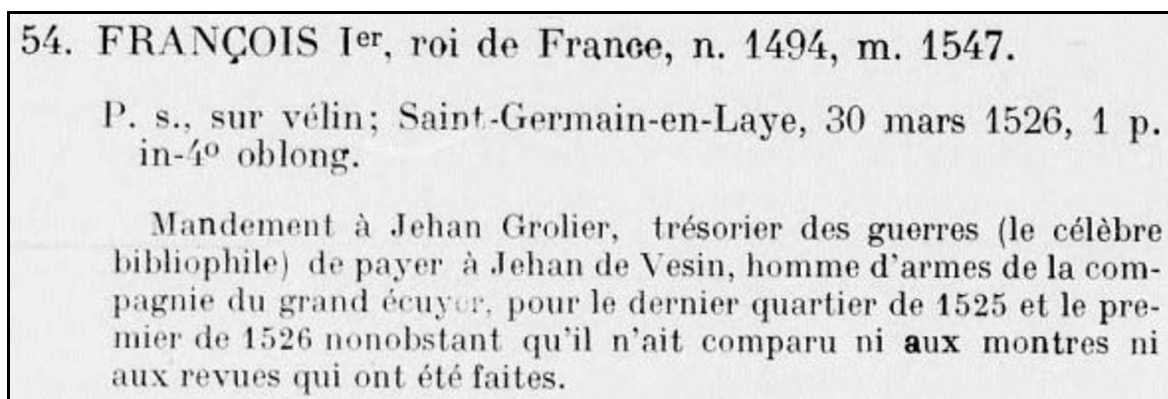 54. FRANÇOIS Ier, roi de France, n. 1494, m. 1547.
P. s., sur vélin; Saint-Germain-en-Laye, 30 mars 1526, 1 p.
in-4º oblong.
Mandement à Jehan Grolier, trésorier des guerres (le célèbre
bibliophile) de payer à Jehan de Vesin, homme d'armes de la com-
pagnie du grand écuyer, pour le dernier quartier de 1525 et le pre-
mier de 1526 nonobstant qu'il n'ait comparu ni aux montres ni
aux revues qui ont été faites.